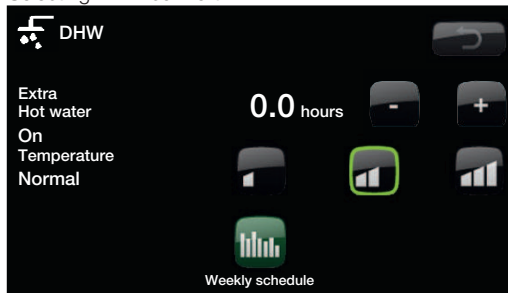 DHW
Extra
Hot water
0.0 hours
-
+
On
Temperature
Normal
Weekly schedule